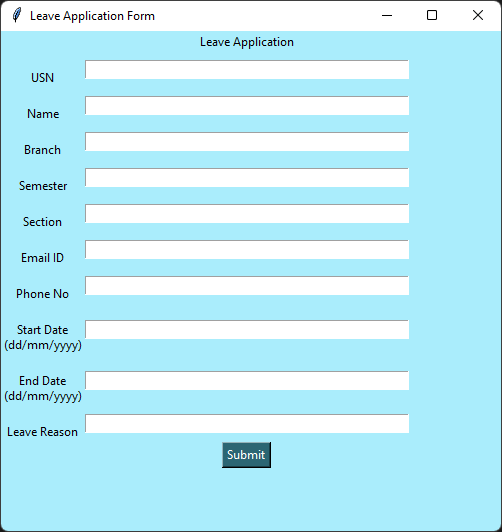 Leave Application Form
Leave Application
USN
Name
Branch
Semester
Section
Email ID
Phone No
Start Date
(dd/mm/yyyy)
End Date
(dd/mm/yyyy)
Leave Reason
Submit